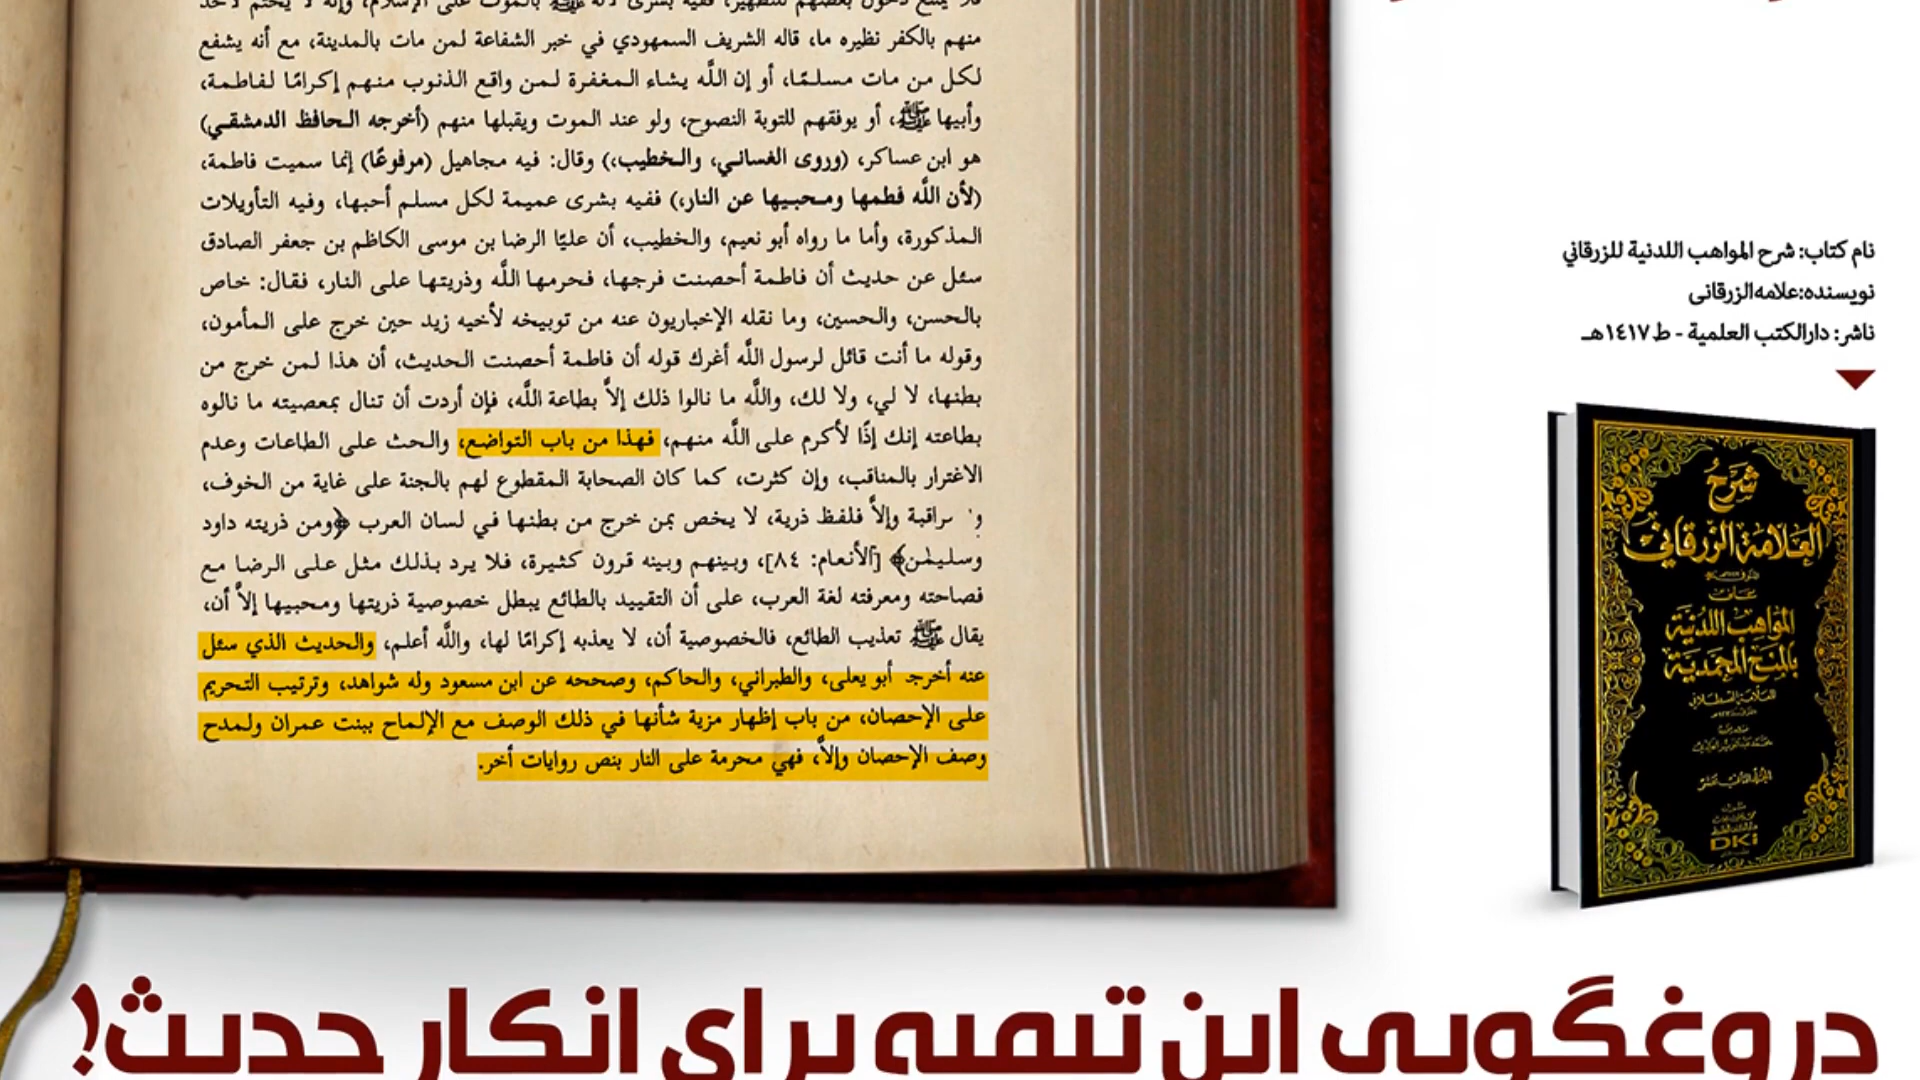 منهم بالكفر نظيره ما، قاله الشريف السمهودي في خبر الشفاعة لمن مات بالمدينة، مع أنه يشفع
لكل من مات مسلمًا، أو إن اللَّه يشاء المغفرة لمن واقع الذنوب منهم إكرامًا لفاطمة،
وأبيها ﷺ، أو يوفقهم للتوبة النصوح، ولو عند الموت ويقبلها منهم (أخرجه الحافظ الدمشقي)
هو ابن عساكر، (وروى الغساني، والخطيب،) وقال: فيه مجاهيل (مرفوعًا) إنما سميت فاطمة،
(لأن اللَّه فطمها ومحبيها عن النار،) ففيه بشرى عميمة لكل مسلم أحبها، وفيه التأويلات
المذكورة، وأما ما رواه أبو نعيم، والخطيب، أن عليًا الرضا بن موسى الكاظم بن جعفر الصادق
سئل عن حديث أن فاطمة أحصنت فرجها، فحرمها اللَّه وذريتها على النار، فقال: خاص
بالحسن، والحسين، وما نقله الإخباريون عنه من توبيخه لأخيه زيد حين خرج على المأمون،
وقوله ما أنت قائل لرسول اللَّه أغرك قوله أن فاطمة أحصنت الحديث، أن هذا لمن خرج من
بطنها، لا لي، ولا لك، واللَّه ما نالوا ذلك إلاَّ بطاعة اللَّه، فإن أردت أن تنال بمعصيته ما نالوه
بطاعته إنك إذًا لأكرم على اللَّه منهم، فهذا من باب التواضع، والحث على الطاعات وعدم
الاغترار بالمناقب، وإن كثرت، كما كان الصحابة المقطوع لهم بالجنة على غاية من الخوف،
وإلاَّ فلفظ ذرية، لا يخص بمن خرج من بطنها في لسان العرب ﴿ومن ذريته داود
وسليمٰن﴾ [الأنعام: ٨٤]، وبينهم وبينه قرون كثيرة، فلا يرد بذلك مثل على الرضا مع
فصاحته ومعرفته لغة العرب، على أن التقييد بالطائع يبطل خصوصية ذريتها ومحبيها إلاَّ أن،
يقال ﷺ تعذيب الطائع، فالخصوصية أن، لا يعذبه إكرامًا لها، واللَّه أعلم، والحديث الذي سئل
عنه أخرجـ أبو يعلى، والطبراني، والحاكم، وصححه عن ابن مسعود وله شواهد، وترتيب التحريم
على الإحصان، من باب إظهار مزية شأنها في ذلك الوصف مع الإلماح ببنت عمران ولمدح
وصف الإحصان وإلاَّ، فهي محرمة على النار بنص روايات أخر.
نام کتاب: شرح المواهب اللدنية للزرقاني
نویسنده:علامه‌الزرقانی
ناشر: دارالکتب العلمیة - ط ۱۴۱۷هـ
شرح
العلامة الزرقاني
على
المواهب اللدنية
بالمنح المحمدية
DKi
دروغگویی ابن تیمیه برای انکار حدیث!